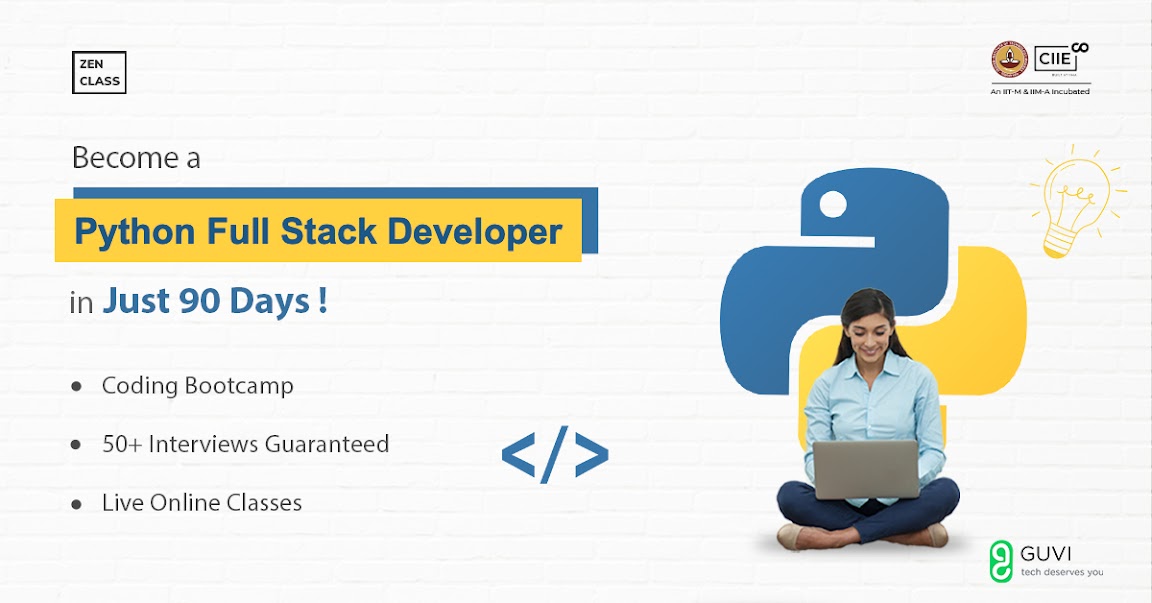 ZEN
CLASS
CIIE
An IIT-M & IIM-A Incubated
Become a
Python Full Stack Developer
in Just 90 Days !
• Coding Bootcamp
• 50+ Interviews Guaranteed
• Live Online Classes
</>
GUVI
tech deserves you